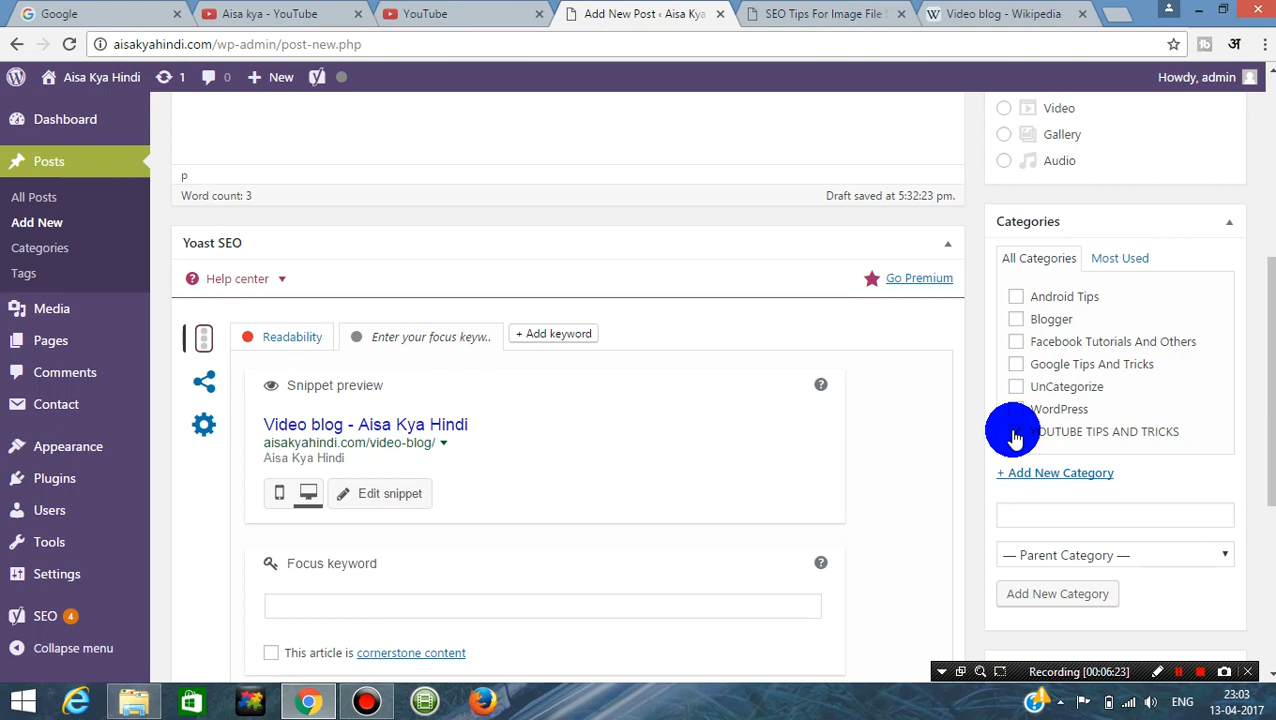 Google
Aisa kya - YouTube
YouTube
Add New Post ‹ Aisa Ky
SEO Tips For Image File
Video blog - Wikipedia
aisakyahindi.com/wp-admin/post-new.php
अ
Aisa Kya Hindi
1
0
New
Howdy, admin
Dashboard
Posts
All Posts
Add New
Categories
Tags
Media
Pages
Comments
Contact
Appearance
Plugins
Users
Tools
Settings
SEO 4
Collapse menu
p
Word count: 3
Draft saved at 5:32:23 pm.
Yoast SEO
Help center
Go Premium
Readability
Enter your focus keyw..
+ Add keyword
Snippet preview
Video blog - Aisa Kya Hindi
aisakyahindi.com/video-blog/
Aisa Kya Hindi
Edit snippet
Focus keyword
This article is cornerstone content
Video
Gallery
Audio
Categories
All Categories
Most Used
Android Tips
Blogger
Facebook Tutorials And Others
Google Tips And Tricks
UnCategorize
WordPress
YOUTUBE TIPS AND TRICKS
+ Add New Category
— Parent Category —
Add New Category
Recording [00:06:23]
ENG
23:03
13-04-2017